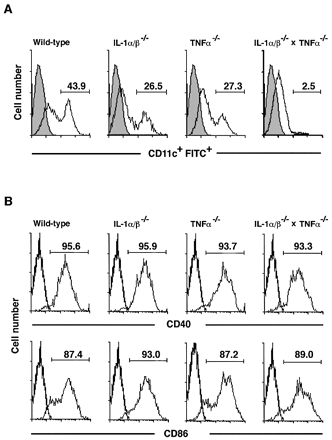 A
Wild-type IL-1α/β-/- TNFα-/- IL-1α/β-/- x TNFα-/-
43.9 26.5 27.3 2.5
Cell number
CD11c+ FITC+
B
Wild-type IL-1α/β-/- TNFα-/- IL-1α/β-/- x TNFα-/-
95.6 95.9 93.7 93.3
CD40
Cell number
87.4 93.0 87.2 89.0
CD86